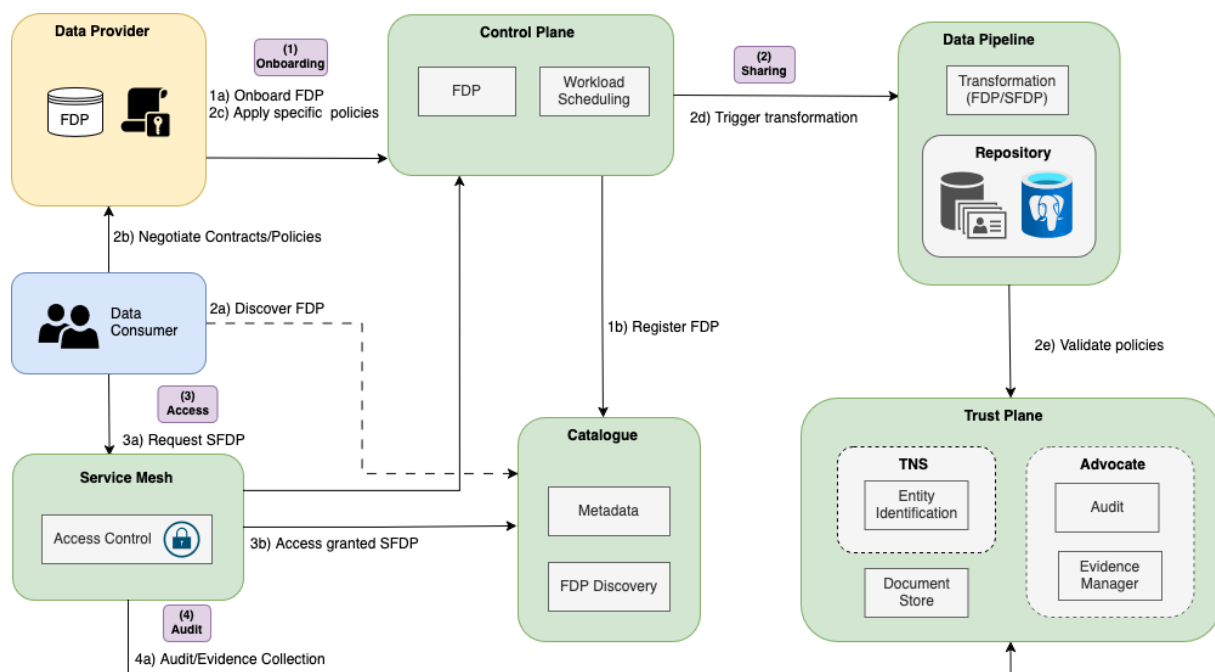 Data Provider
FDP
(1)
Onboarding
1a) Onboard FDP
2c) Apply specific policies
Control Plane
FDP
Workload
Scheduling
(2)
Sharing
2d) Trigger transformation
Data Pipeline
Transformation
(FDP/SFDP)
Repository
2b) Negotiate Contracts/Policies
Data
Consumer
2a) Discover FDP
1b) Register FDP
2e) Validate policies
(3)
Access
3a) Request SFDP
Service Mesh
Access Control
3b) Access granted SFDP
Catalogue
Metadata
FDP Discovery
Trust Plane
TNS
Entity
Identification
Document
Store
Advocate
Audit
Evidence
Manager
(4)
Audit
4a) Audit/Evidence Collection